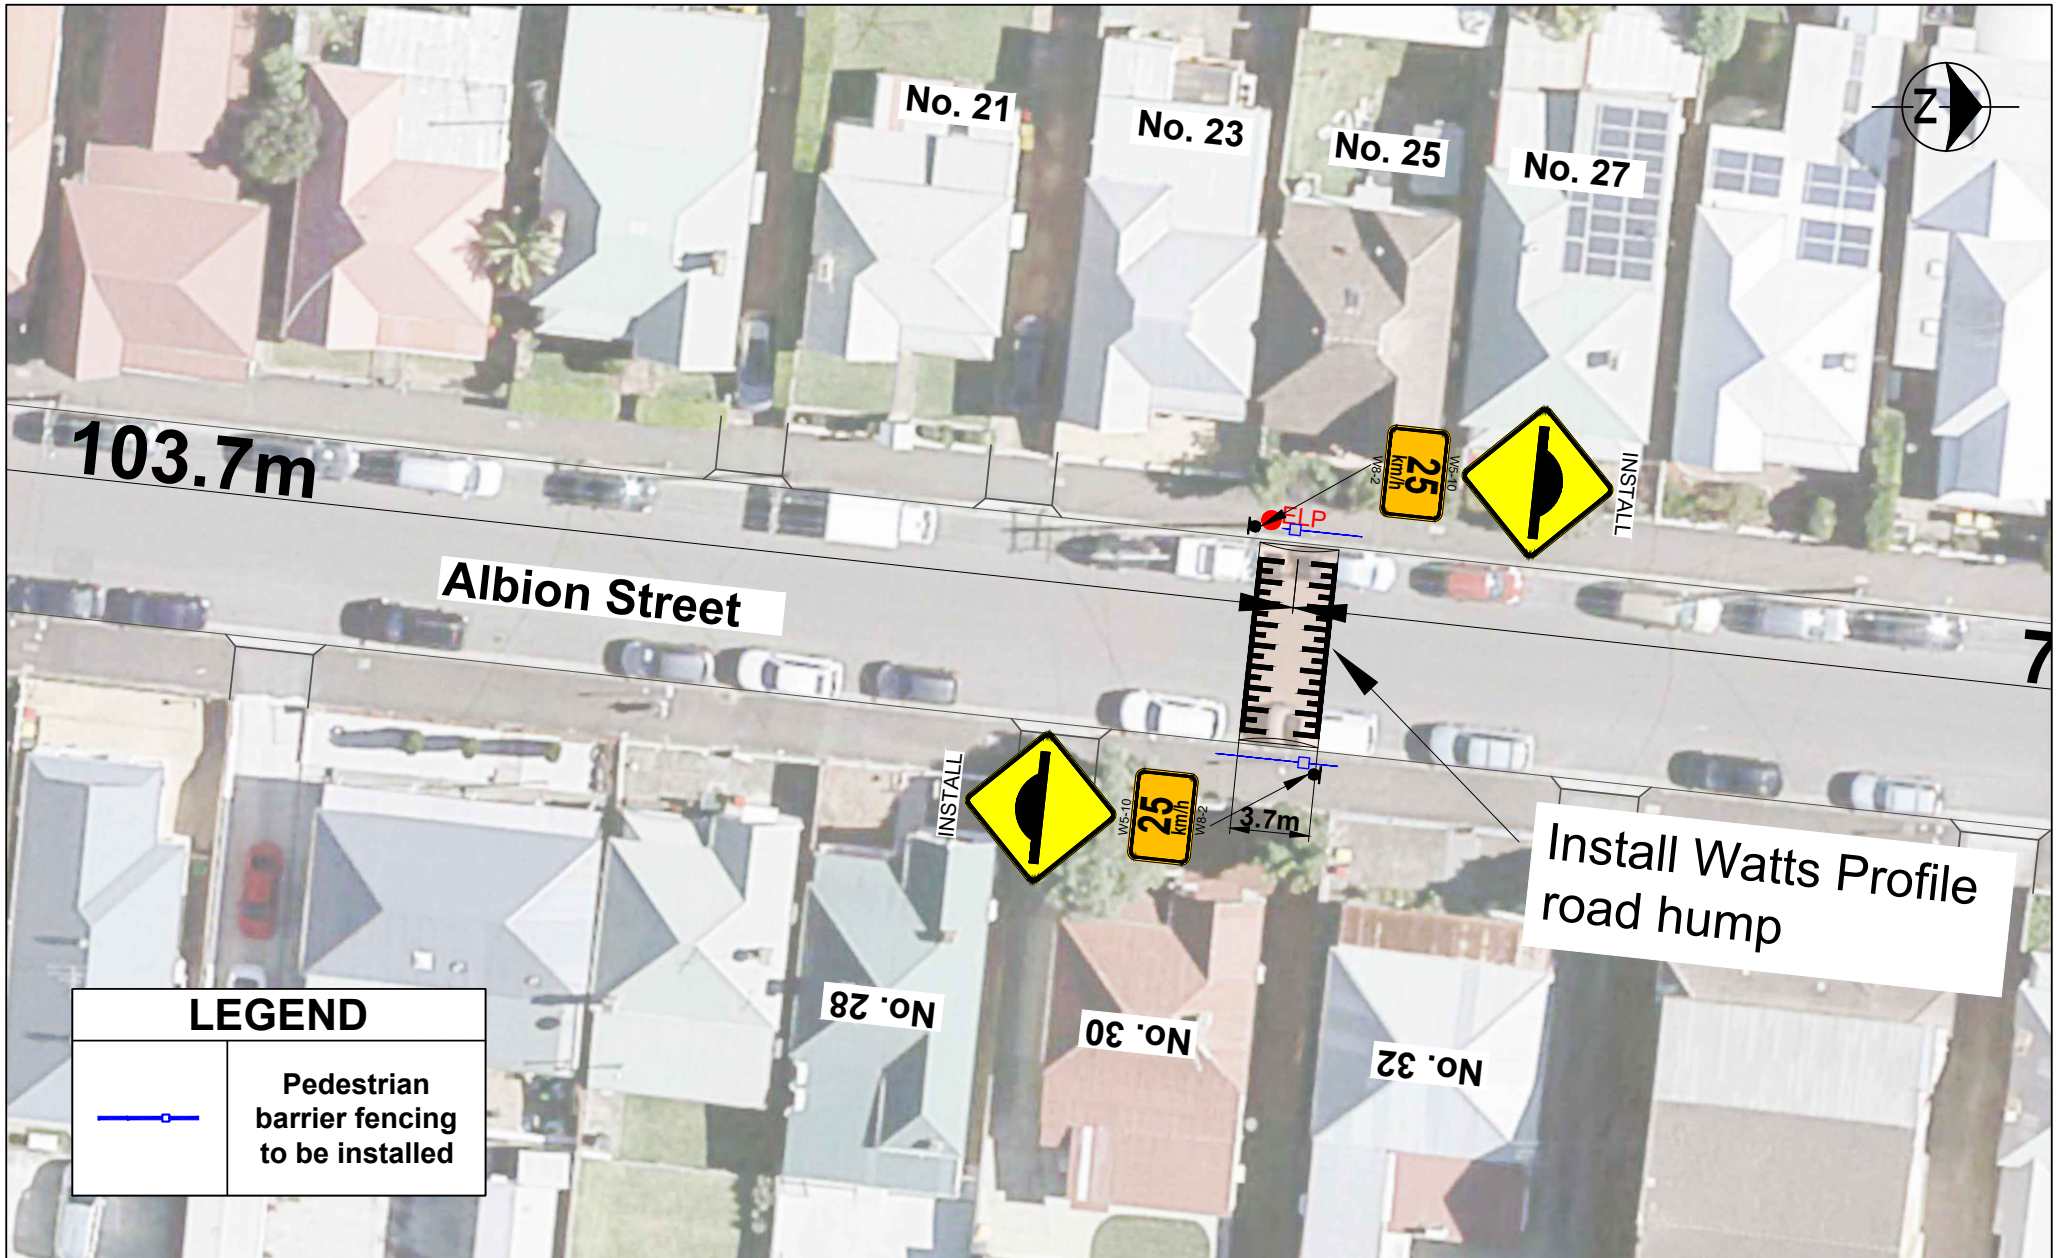 No. 21
No. 23
No. 25
No. 27
Z
103.7m
25
km/h
W8-2
W5-10
INSTALL
ELP
Albion Street
7
INSTALL
W5-10
25
km/h
W8-2
3.7m
Install Watts Profile
road hump
No. 28
No. 30
No. 32
LEGEND
Pedestrian
barrier fencing
to be installed